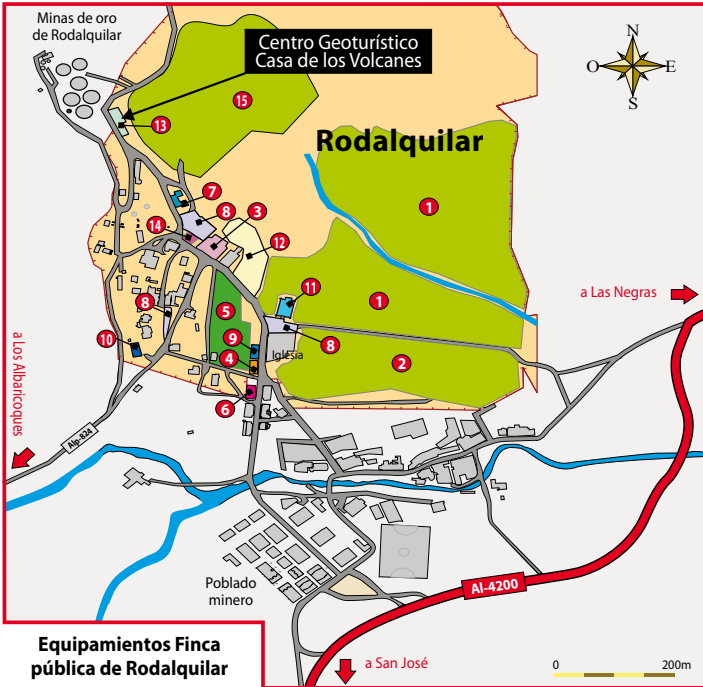 Minas de oro
de Rodalquilar
Centro Geoturístico
Casa de los Volcanes
N
O
E
S
15
13
Rodalquilar
7
8
3
14
12
1
11
1
a Las Negras
8
5
10
9
Iglésia
8
4
2
6
a Los Albaricoques
Alp-824
Poblado
minero
Al-4200
Equipamientos Finca
pública de Rodalquilar
a San José
0
200m